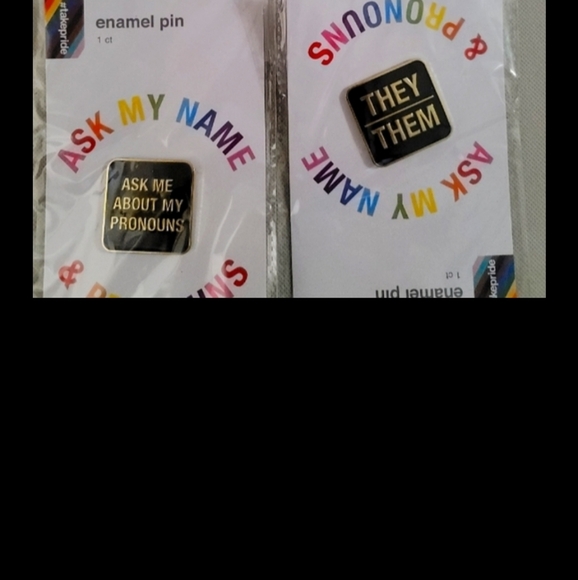 #takepride
enamel pin
1 ct
ASK MY NAME
ASK ME
ABOUT MY
PRONOUNS
&
& PRONOUNS
THEY
THEM
ASK MY NAME
enamel pin
1 ct